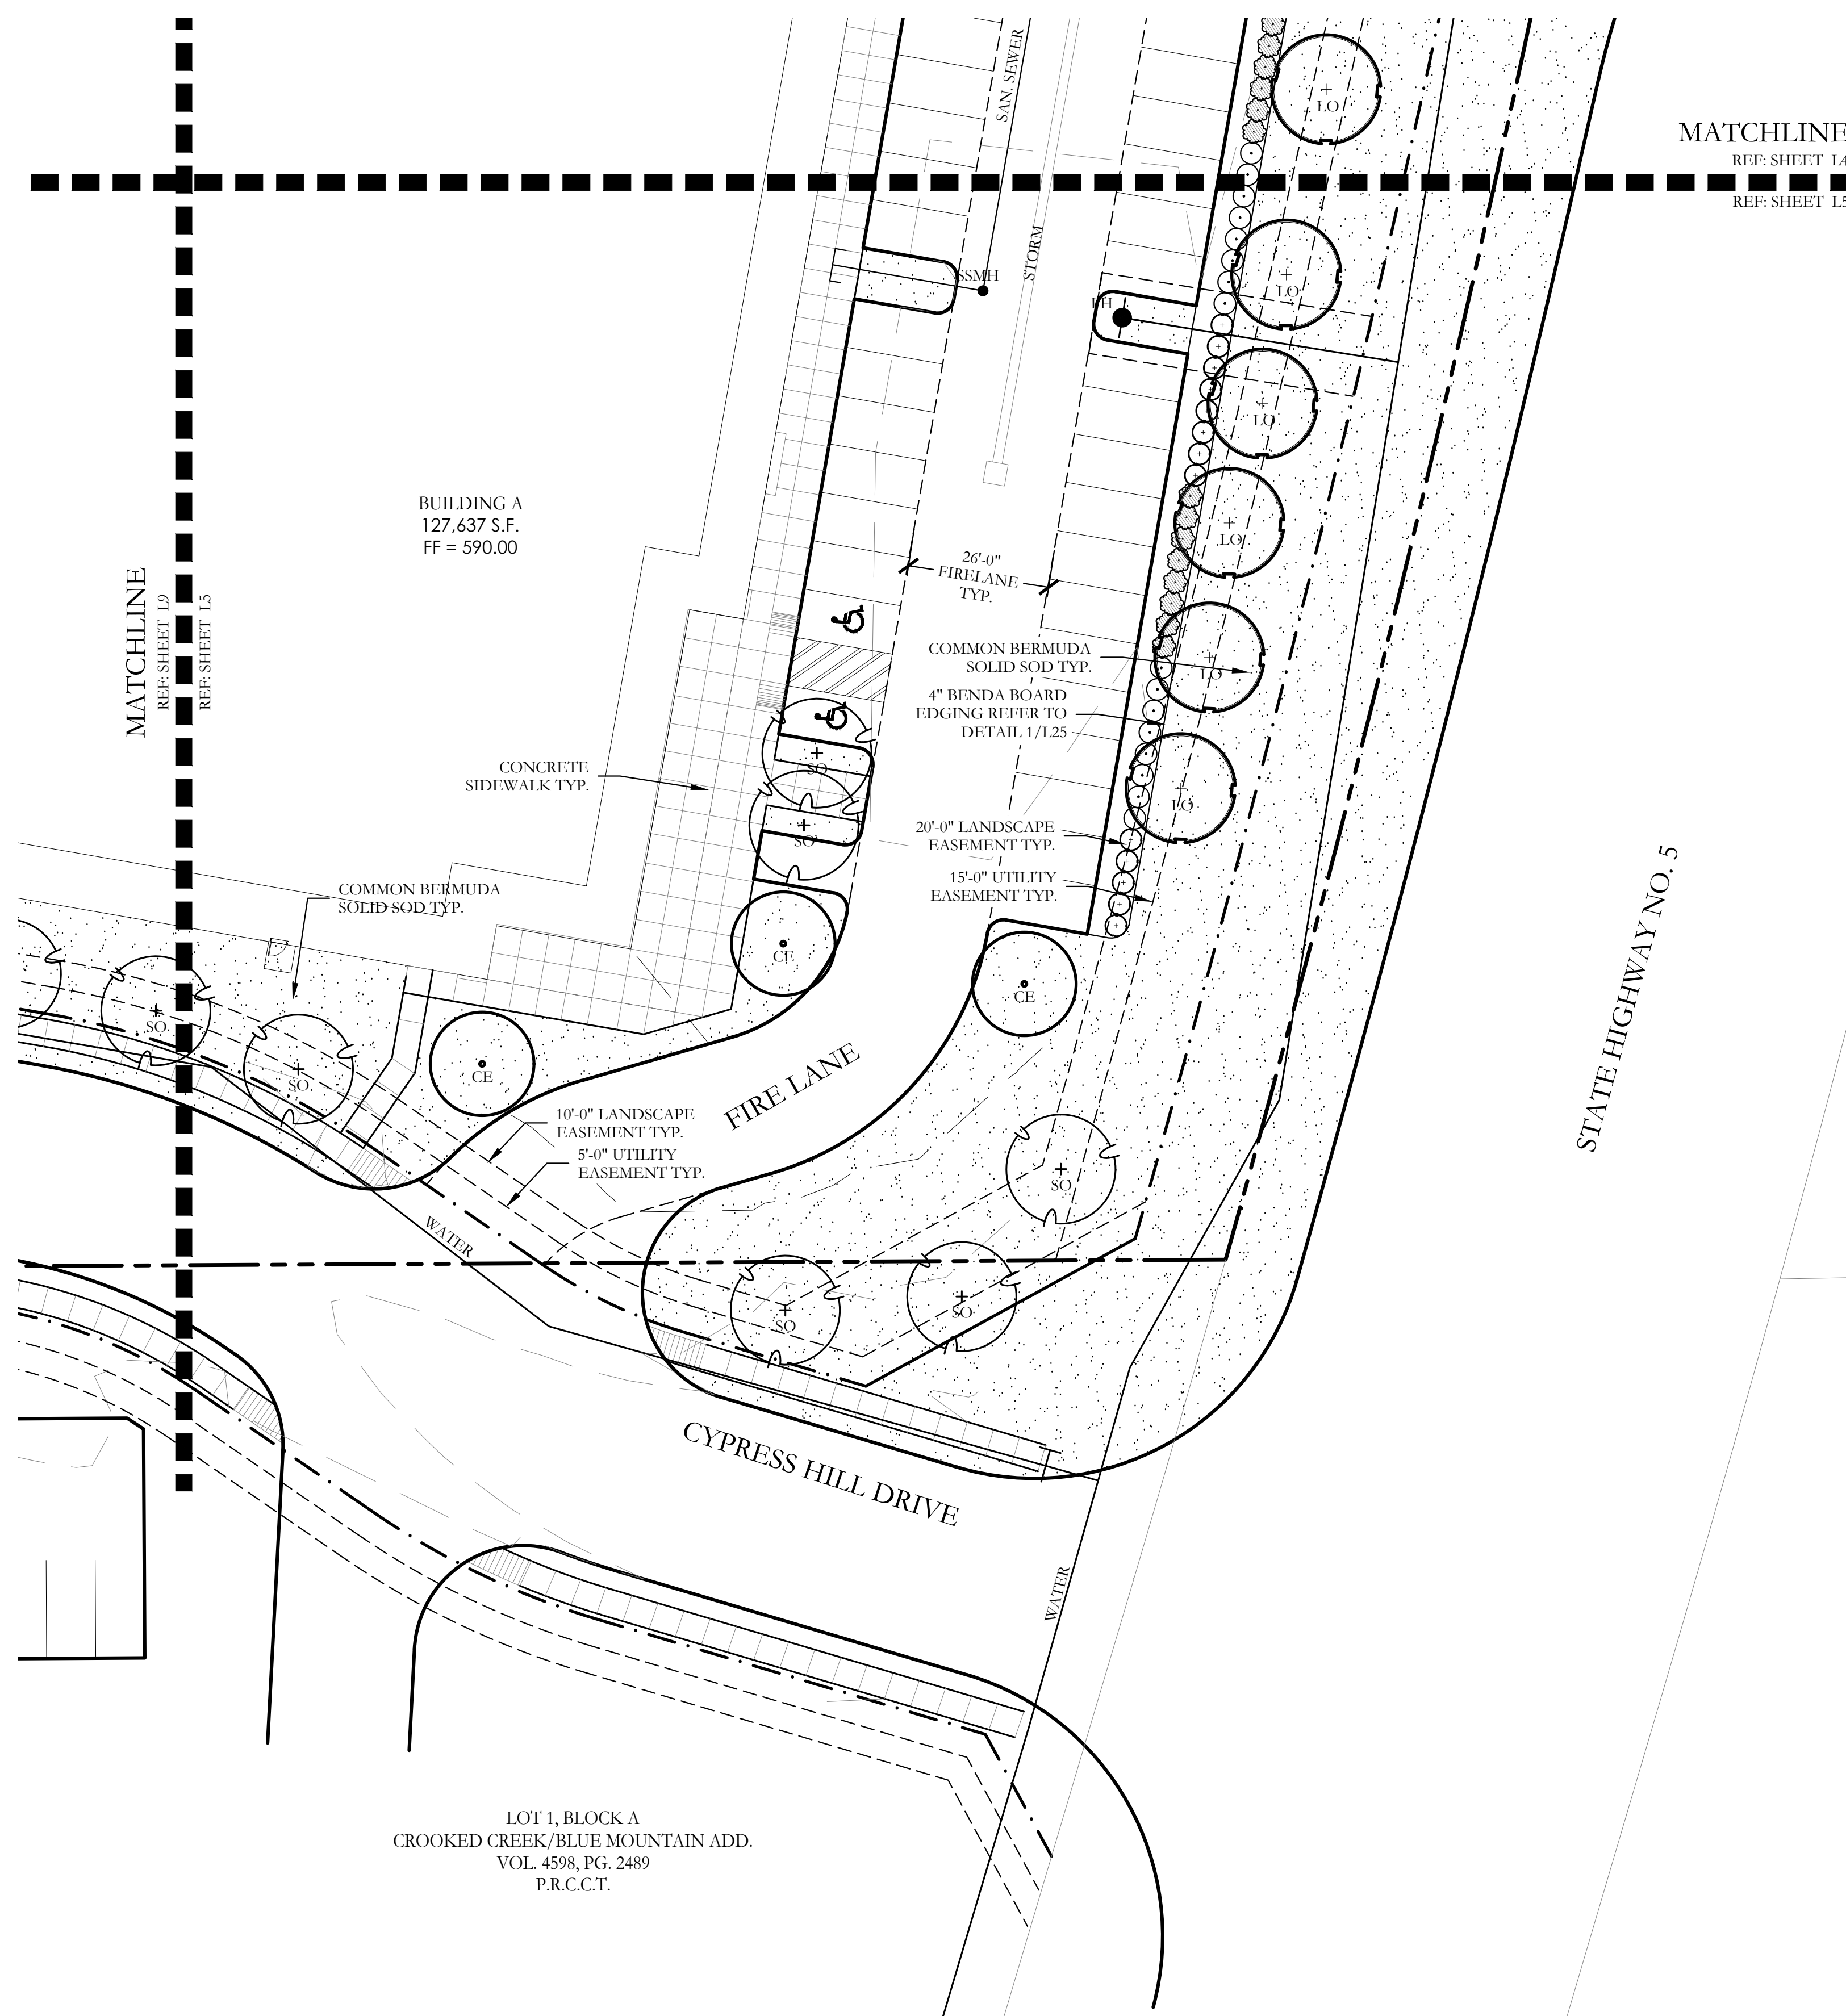 SAN. SEWER
LO
MATCHLINE
REF: SHEET L4
REF: SHEET L5
STORM
SSMH
LO
FH
LO
BUILDING A
127,637 S.F.
FF = 590.00
LO
26'-0"
FIRELANE
TYP.
MATCHLINE
REF: SHEET L9
REF: SHEET L5
COMMON BERMUDA
SOLID SOD TYP.
LO
4" BENDA BOARD
EDGING REFER TO
DETAIL 1/L25
CONCRETE
SIDEWALK TYP.
SO
LO
20'-0" LANDSCAPE
EASEMENT TYP.
SO
15'-0" UTILITY
EASEMENT TYP.
COMMON BERMUDA
SOLID SOD TYP.
STATE HIGHWAY NO. 5
CE
CE
SO
SO
CE
FIRE LANE
10'-0" LANDSCAPE
EASEMENT TYP.
5'-0" UTILITY
EASEMENT TYP.
SO
WATER
SO
SO
CYPRESS HILL DRIVE
WATER
LOT 1, BLOCK A
CROOKED CREEK/BLUE MOUNTAIN ADD.
VOL. 4598, PG. 2489
P.R.C.C.T.